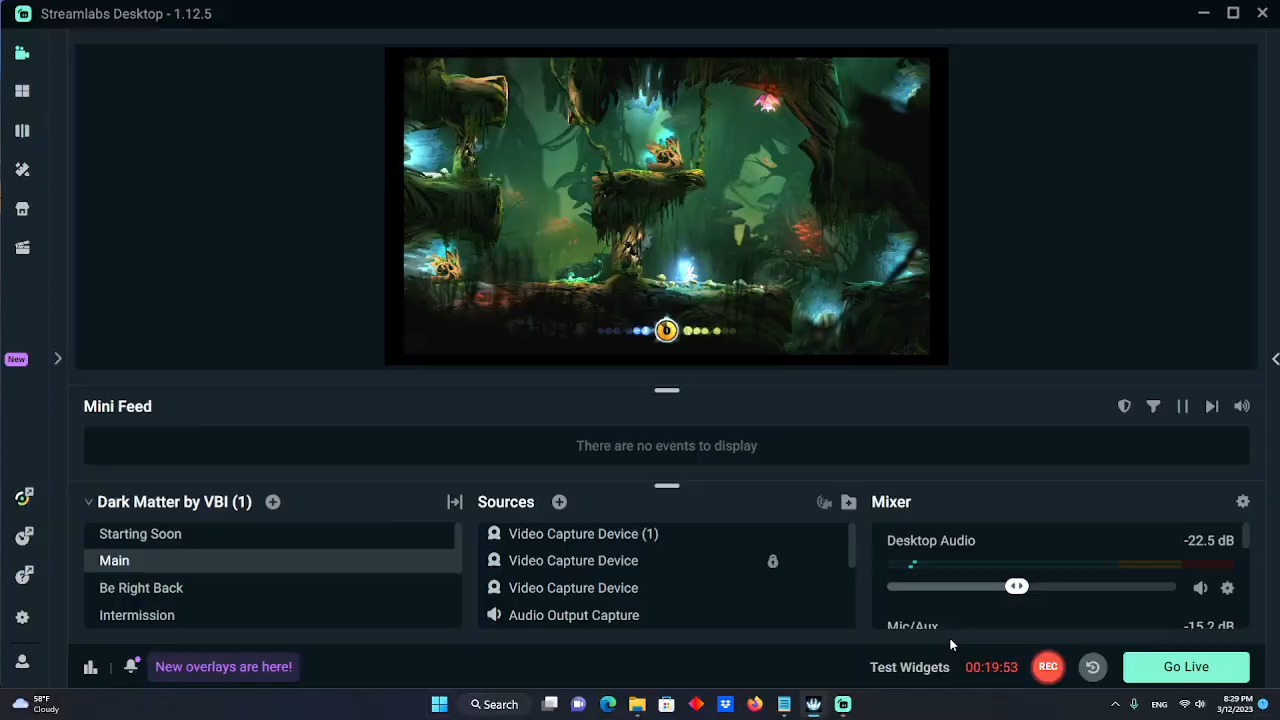 Streamlabs Desktop - 1.12.5
New
Mini Feed
There are no events to display
Dark Matter by VBI (1)
Starting Soon
Main
Be Right Back
Intermission
Sources
Video Capture Device (1)
Video Capture Device
Video Capture Device
Audio Output Capture
Mixer
Desktop Audio -22.5 dB
Mic/Aux -15.2 dB
New overlays are here!
Test Widgets 00:19:53 REC Go Live
58°F
Cloudy
Search
ENG
8:29 PM
3/12/2023